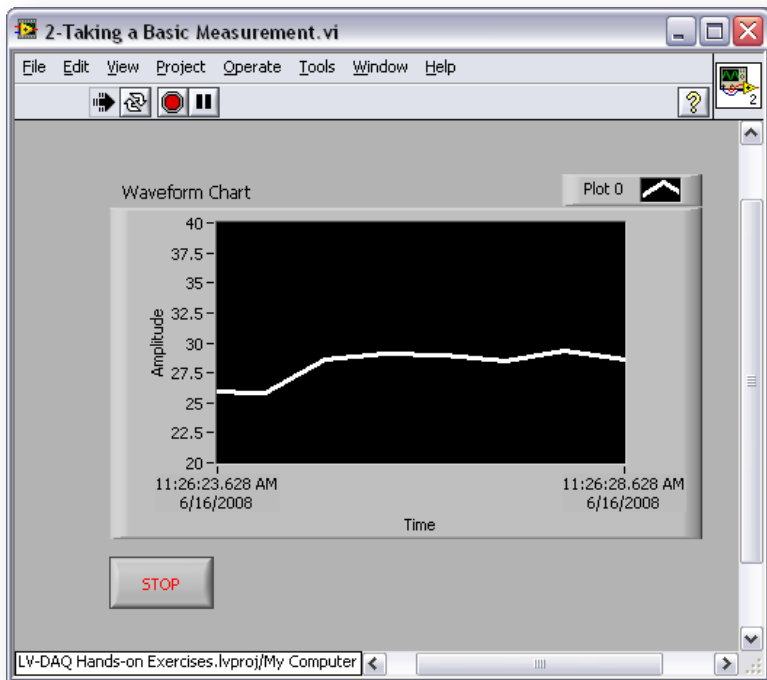 2-Taking a Basic Measurement.vi
File Edit View Project Operate Tools Window Help
?
2
Waveform Chart
Plot 0
40
37.5
35
32.5
30
27.5
25
22.5
20
Amplitude
11:26:23.628 AM
6/16/2008
11:26:28.628 AM
6/16/2008
Time
STOP
LV-DAQ Hands-on Exercises.lvproj/My Computer